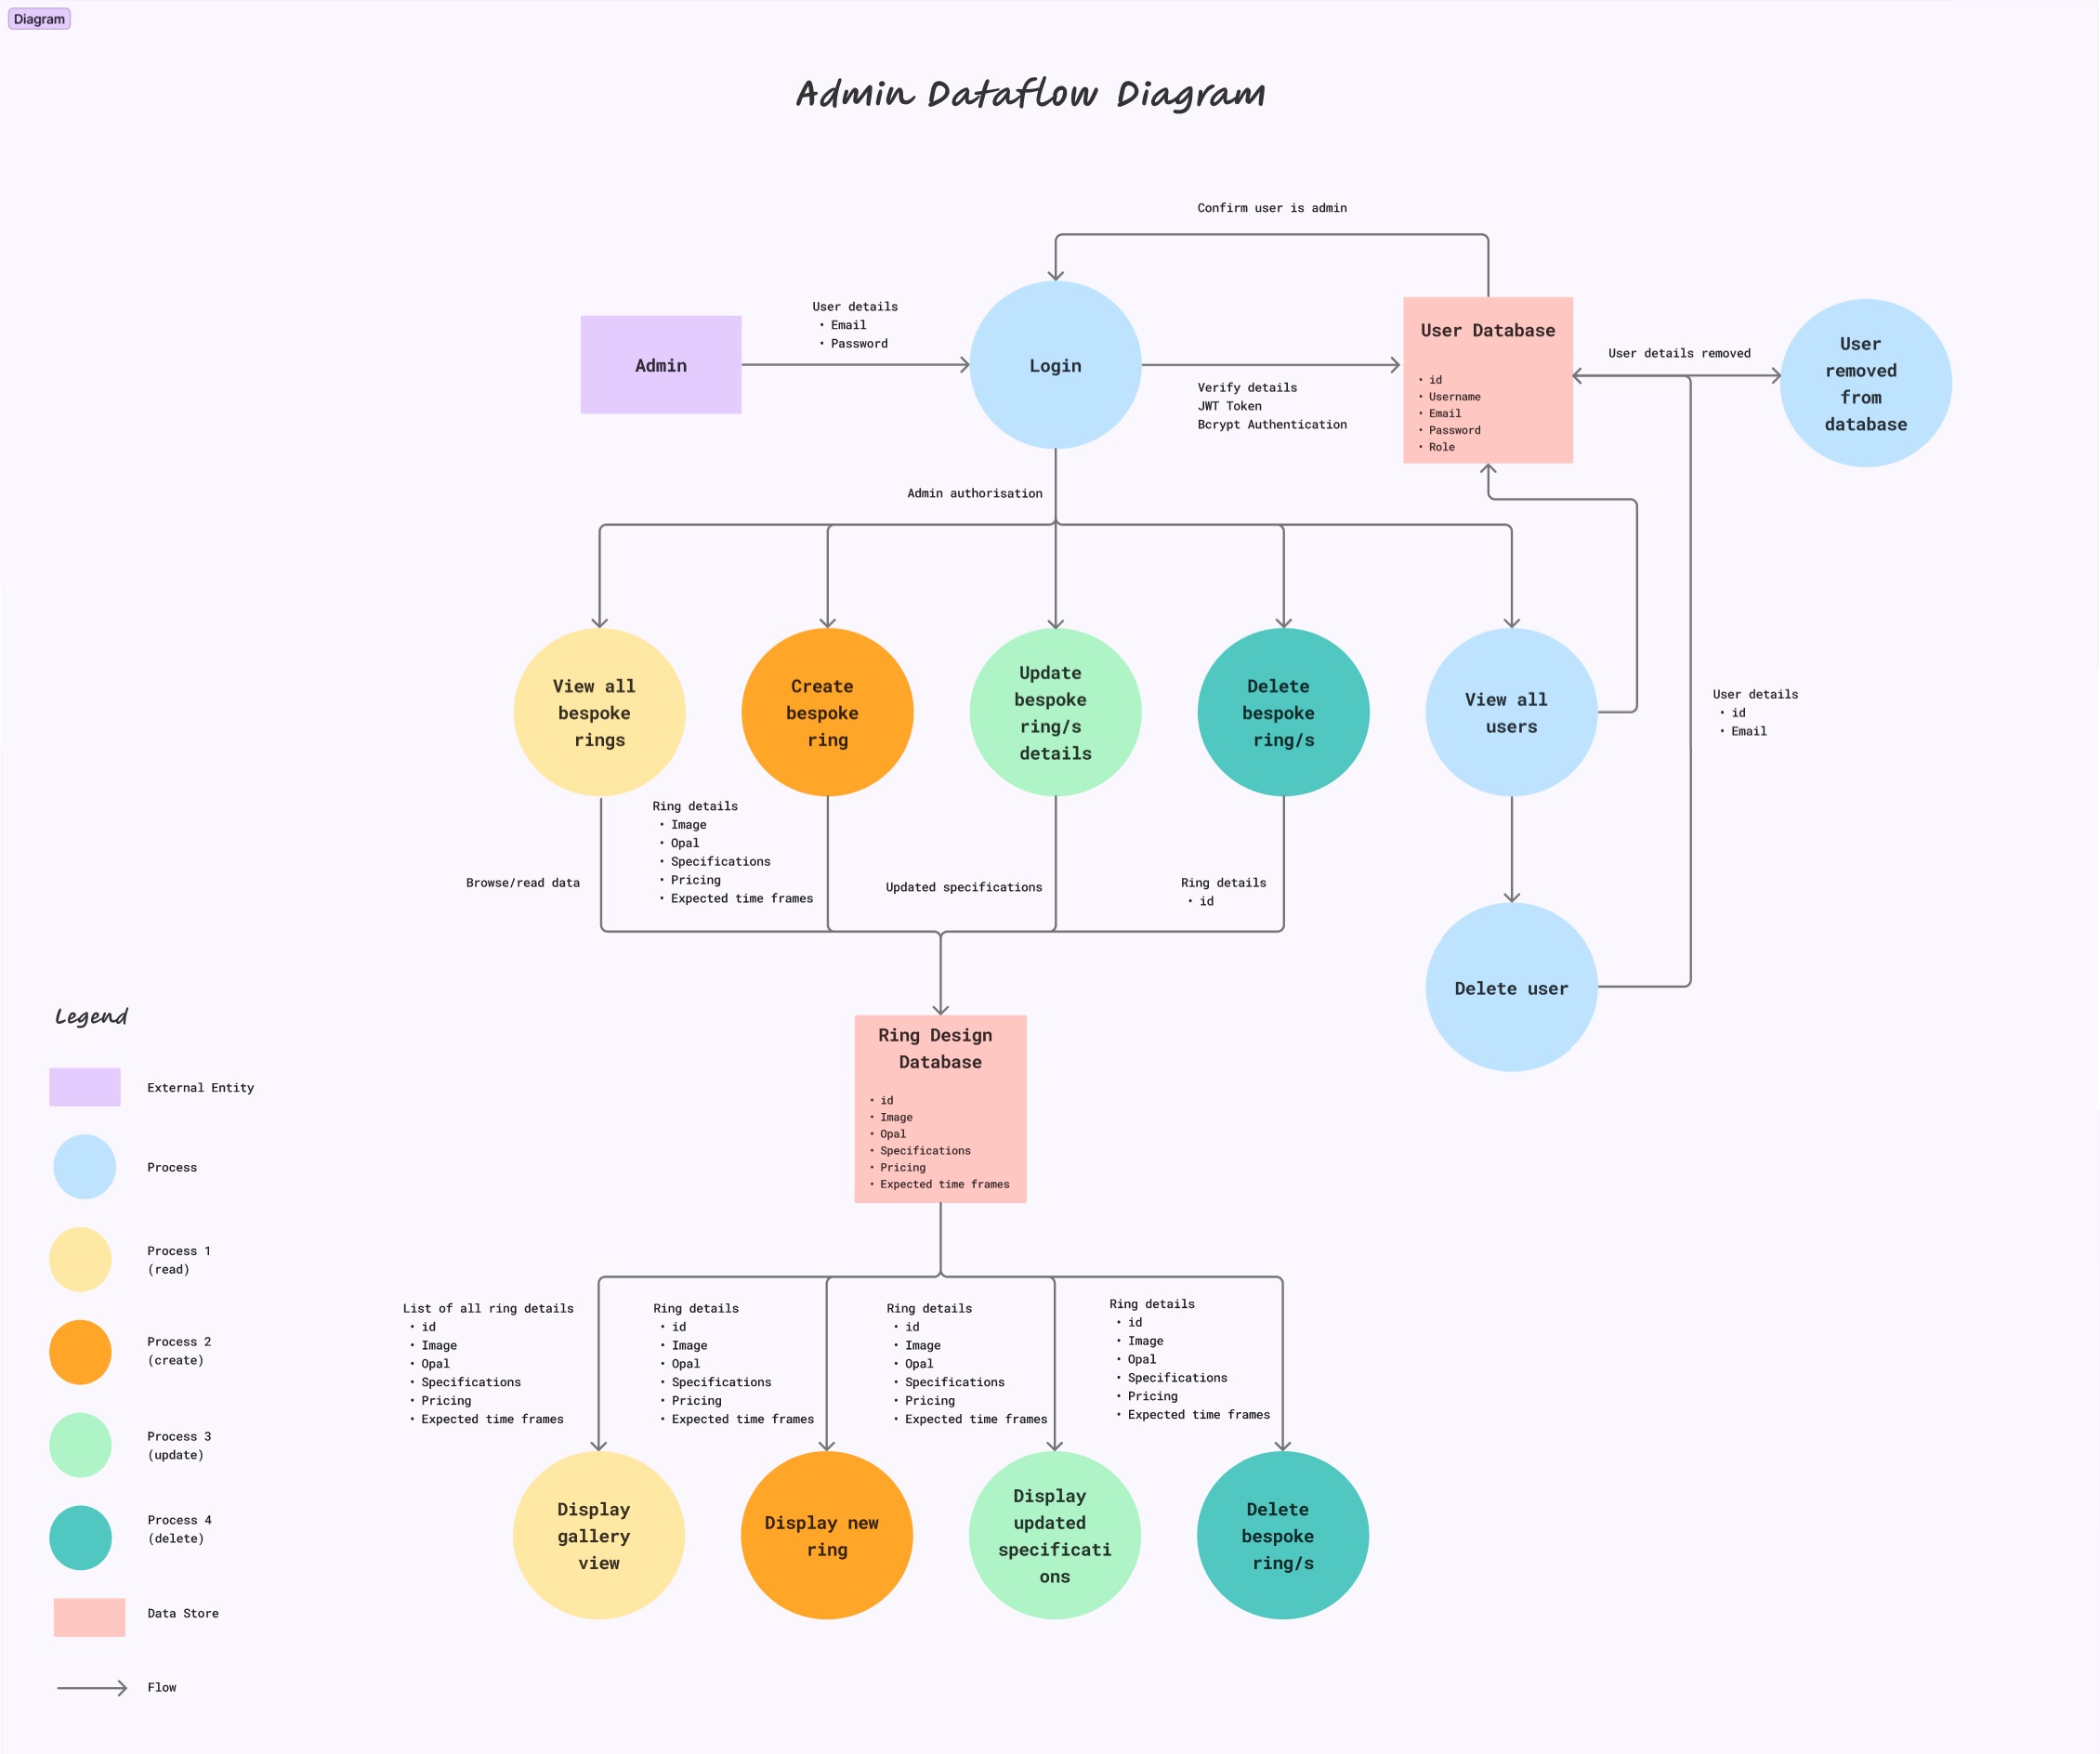 Diagram
Admin Dataflow Diagram
Confirm user is admin
User details
• Email
• Password
Admin
Login
Verify details
JWT Token
Bcrypt Authentication
User Database
• id
• Username
• Email
• Password
• Role
User details removed
User
removed
from
database
Admin authorisation
View all
bespoke
rings
Create
bespoke
ring
Update
bespoke
ring/s
details
Delete
bespoke
ring/s
View all
users
User details
• id
• Email
Browse/read data
Ring details
• Image
• Opal
• Specifications
• Pricing
• Expected time frames
Updated specifications
Ring details
• id
Delete user
Ring Design
Database
• id
• Image
• Opal
• Specifications
• Pricing
• Expected time frames
List of all ring details
• id
• Image
• Opal
• Specifications
• Pricing
• Expected time frames
Ring details
• id
• Image
• Opal
• Specifications
• Pricing
• Expected time frames
Ring details
• id
• Image
• Opal
• Specifications
• Pricing
• Expected time frames
Ring details
• id
• Image
• Opal
• Specifications
• Pricing
• Expected time frames
Display
gallery
view
Display new
ring
Display
updated
specificati
ons
Delete
bespoke
ring/s
Legend
External Entity
Process
Process 1
(read)
Process 2
(create)
Process 3
(update)
Process 4
(delete)
Data Store
Flow